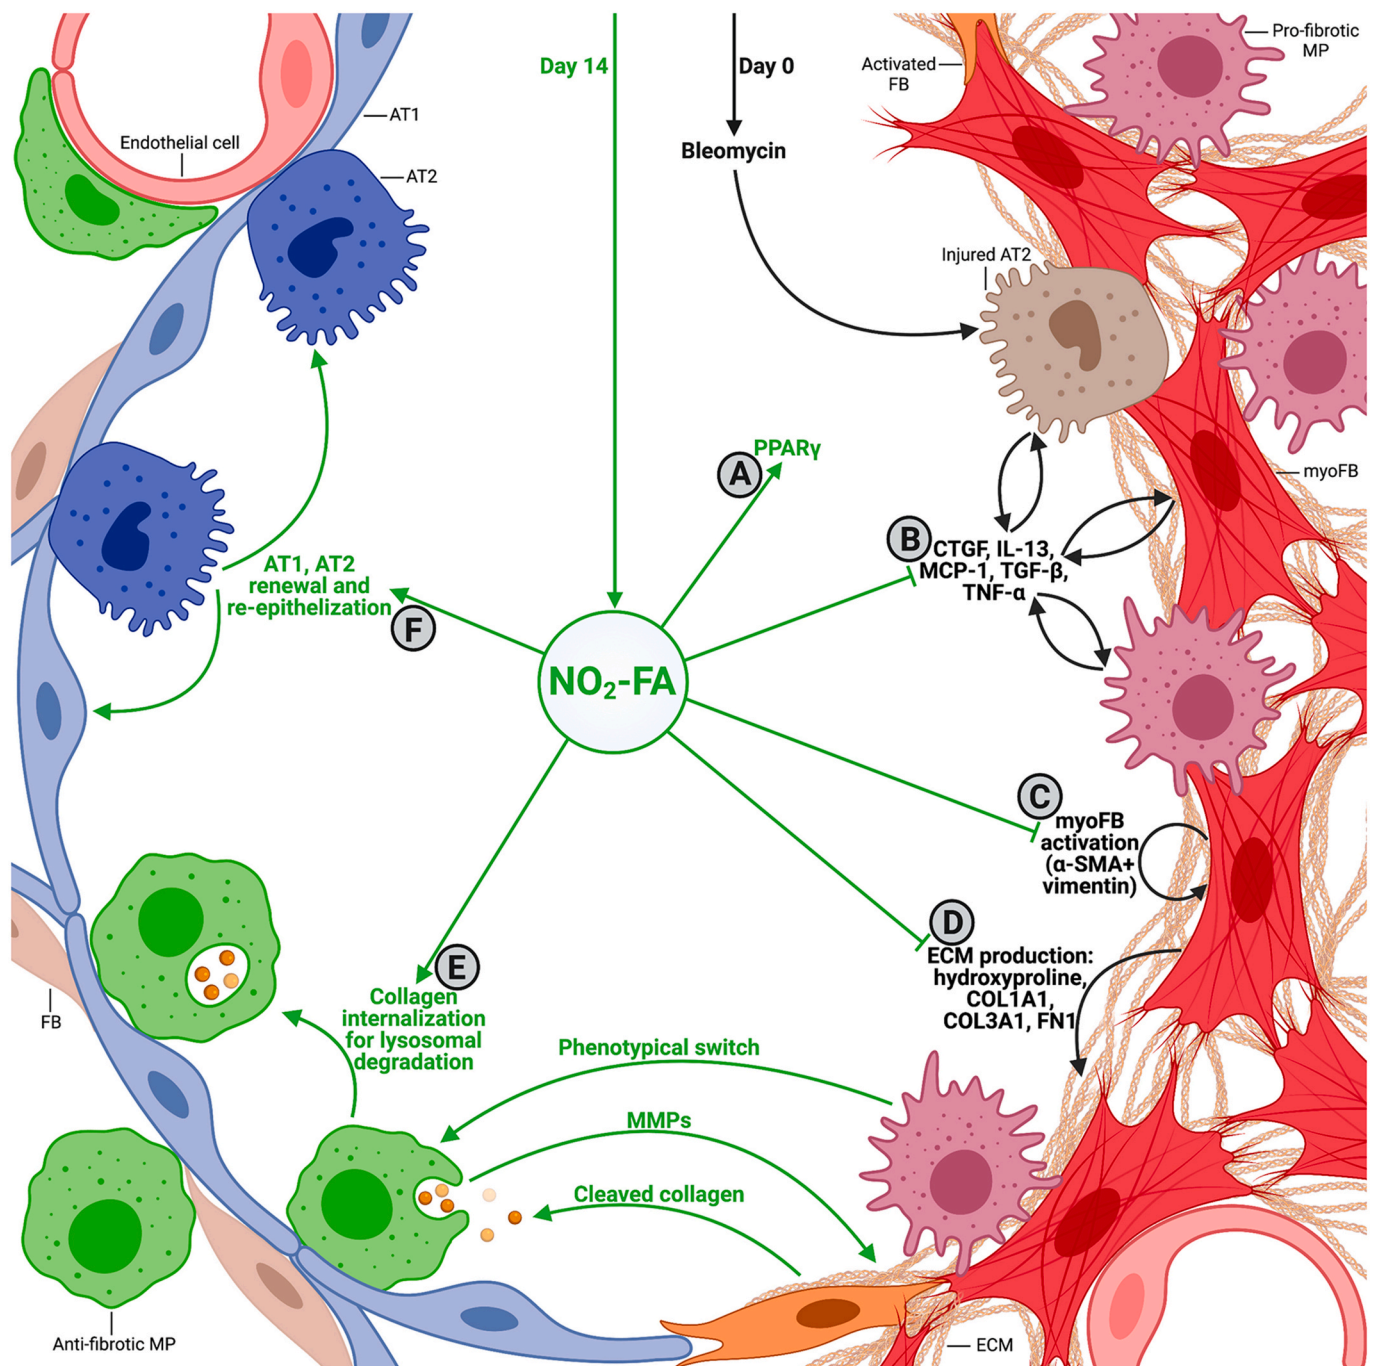 Day 14
Day 0
Bleomycin
Activated
FB
Pro-fibrotic
MP
AT1
Endothelial cell
AT2
Injured AT2
myoFB
A
PPARγ
B
CTGF, IL-13,
MCP-1, TGF-β,
TNF-α
AT1, AT2
renewal and
re-epithelization
F
NO₂-FA
C
myoFB
activation
(α-SMA+
vimentin)
D
ECM production:
hydroxyproline,
COL1A1,
COL3A1, FN1
E
Collagen
internalization
for lysosomal
degradation
FB
Phenotypical switch
MMPs
Cleaved collagen
Anti-fibrotic MP
ECM